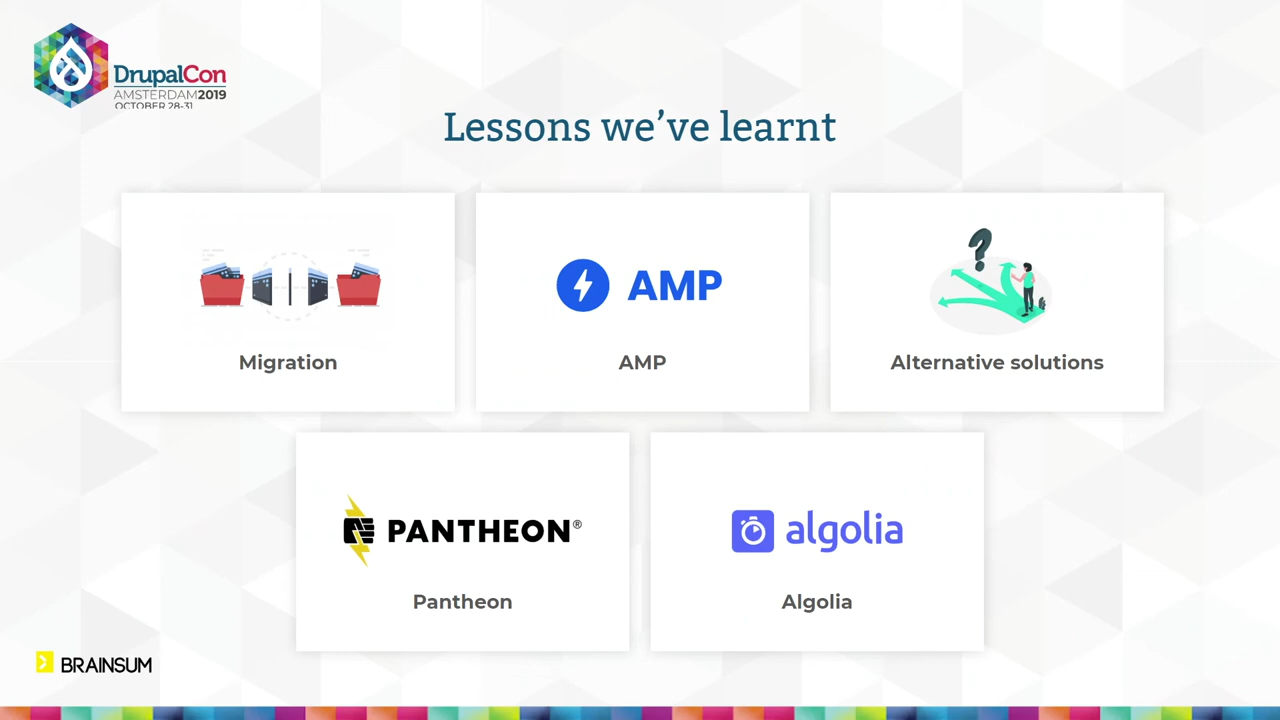 DrupalCon
AMSTERDAM2019
OCTOBER 28-31
Lessons we've learnt
AMP
Migration
AMP
Alternative solutions
PANTHEON®
algolia
Pantheon
Algolia
BRAINSUM